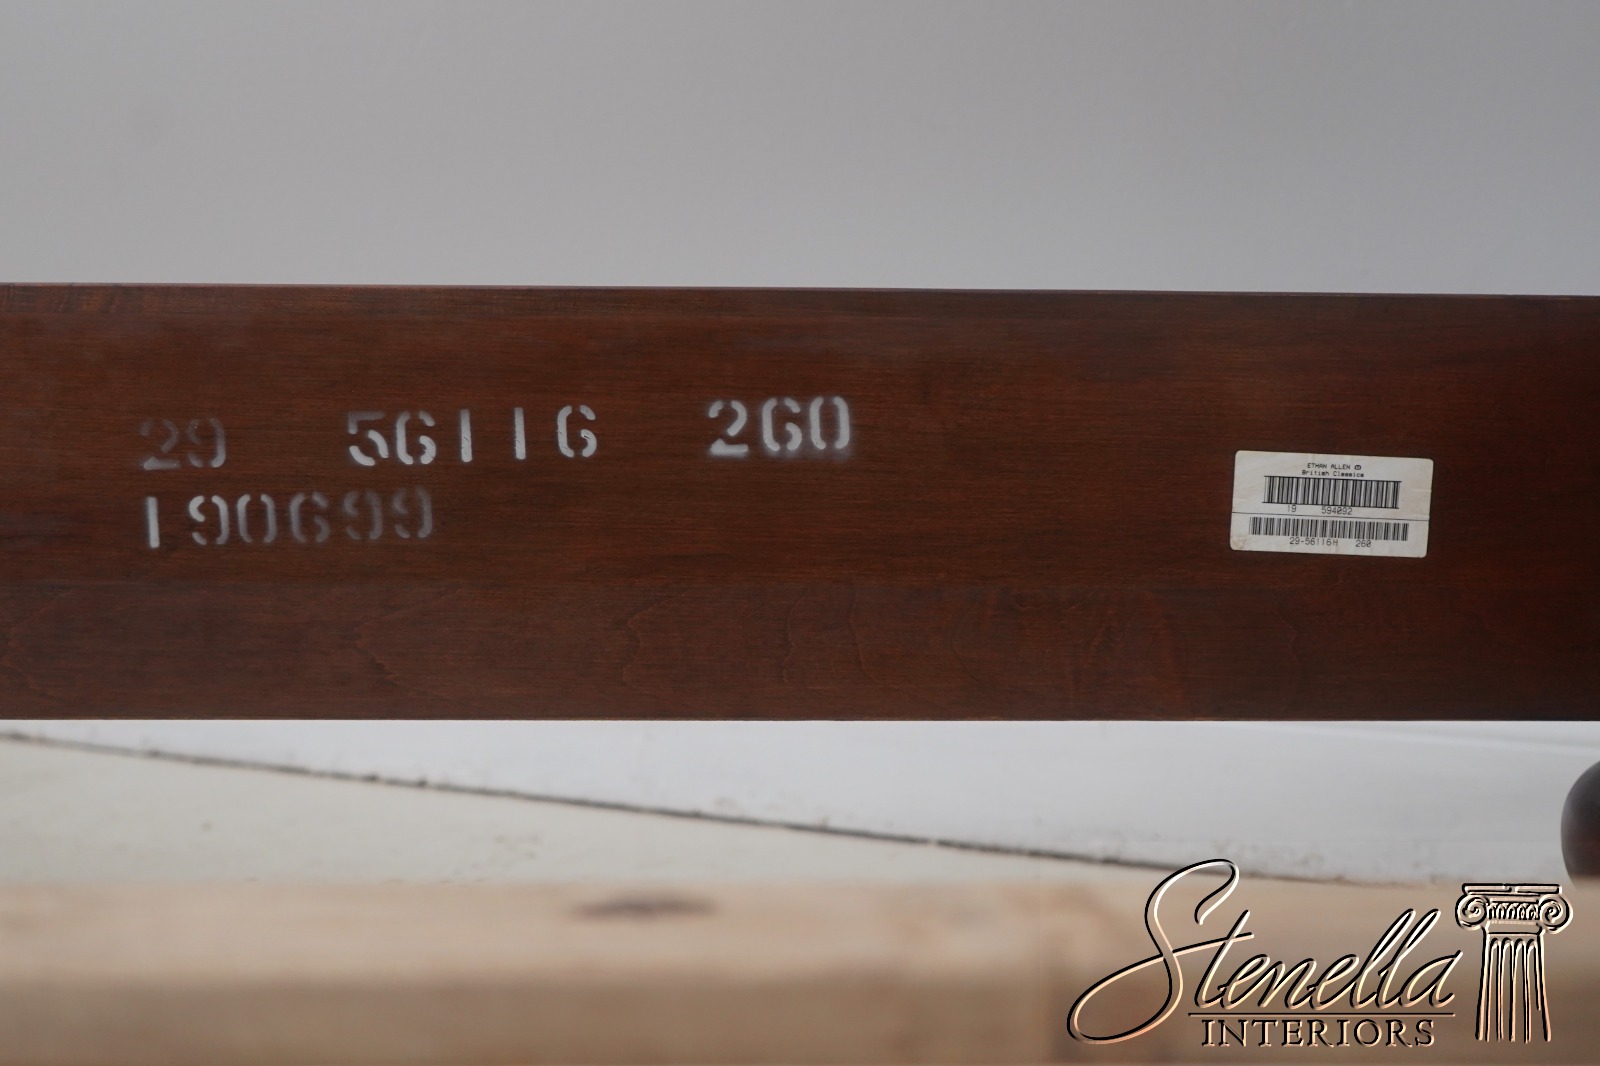 29 56116 260
190699
ETHAN ALLEN
British Classics
19 594092
29-56116H 260
Stenella
INTERIORS